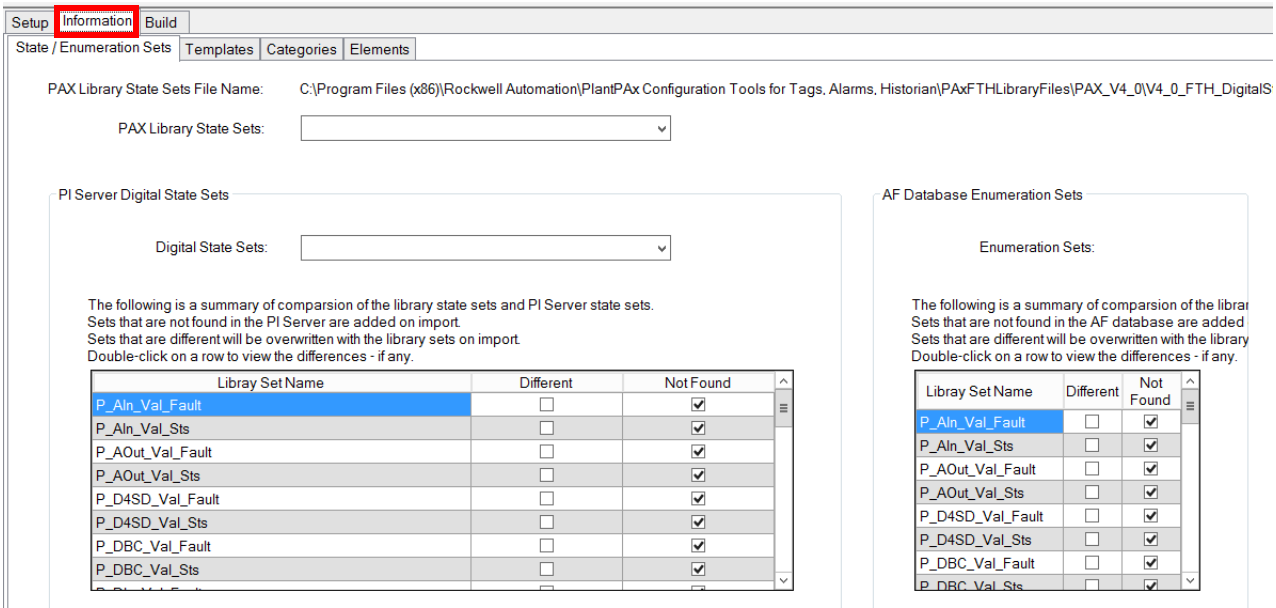 Setup Information Build
State / Enumeration Sets Templates Categories Elements
PAX Library State Sets File Name: C:\Program Files (x86)\Rockwell Automation\PlantPAx Configuration Tools for Tags, Alarms, Historian\PAxFTHLibraryFiles\PAX_V4_0\V4_0_FTH_DigitalS
PAX Library State Sets:
PI Server Digital State Sets
Digital State Sets:
The following is a summary of comparsion of the library state sets and PI Server state sets.
Sets that are not found in the PI Server are added on import.
Sets that are different will be overwritten with the library sets on import.
Double-click on a row to view the differences - if any.
Libray Set Name Different Not Found
P_AIn_Val_Fault
P_AIn_Val_Sts
P_AOut_Val_Fault
P_AOut_Val_Sts
P_D4SD_Val_Fault
P_D4SD_Val_Sts
P_DBC_Val_Fault
P_DBC_Val_Sts
AF Database Enumeration Sets
Enumeration Sets:
The following is a summary of comparsion of the librar
Sets that are not found in the AF database are added
Sets that are different will be overwritten with the library
Double-click on a row to view the differences - if any.
Libray Set Name Different Not
Found
P_AIn_Val_Fault
P_AIn_Val_Sts
P_AOut_Val_Fault
P_AOut_Val_Sts
P_D4SD_Val_Fault
P_D4SD_Val_Sts
P_DBC_Val_Fault
P_DBC_Val_Sts